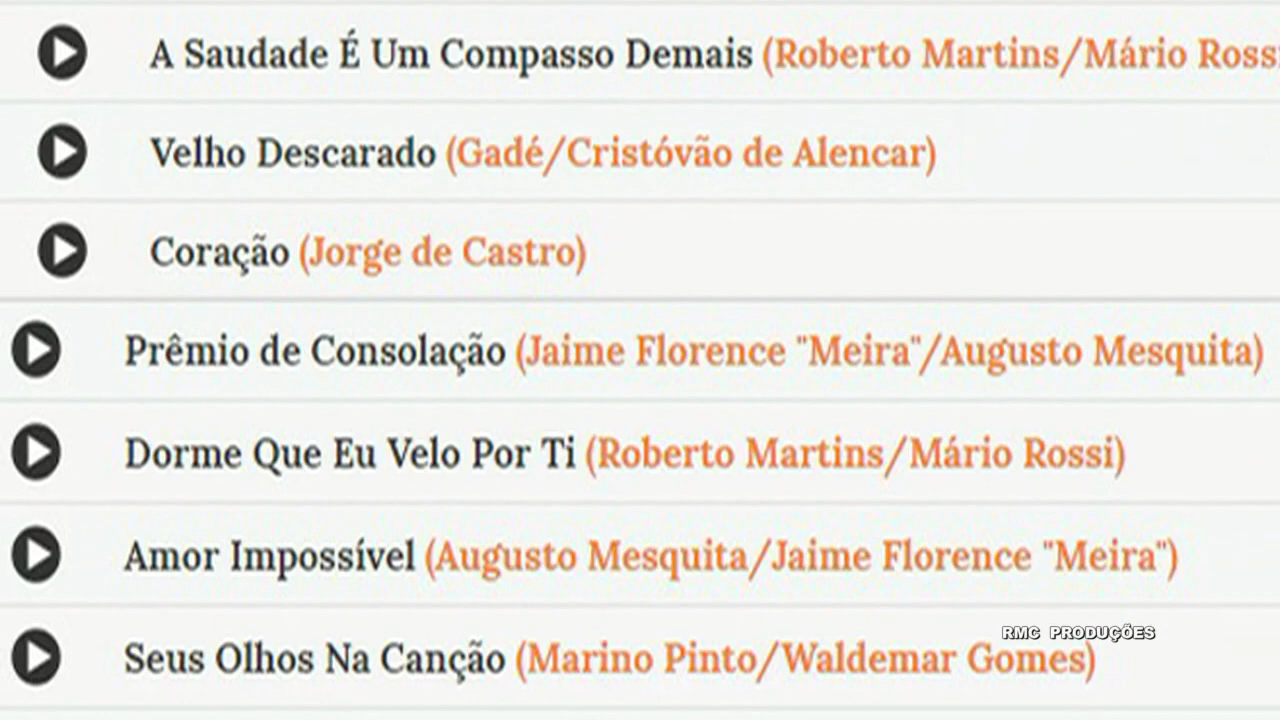 A Saudade É Um Compasso Demais (Roberto Martins/Mário Rossi
Velho Descarado (Gadé/Cristóvão de Alencar)
Coração (Jorge de Castro)
Prêmio de Consolação (Jaime Florence "Meira"/Augusto Mesquita)
Dorme Que Eu Velo Por Ti (Roberto Martins/Mário Rossi)
Amor Impossível (Augusto Mesquita/Jaime Florence "Meira")
RMC PRODUÇÕES
Seus Olhos Na Canção (Marino Pinto/Waldemar Gomes)